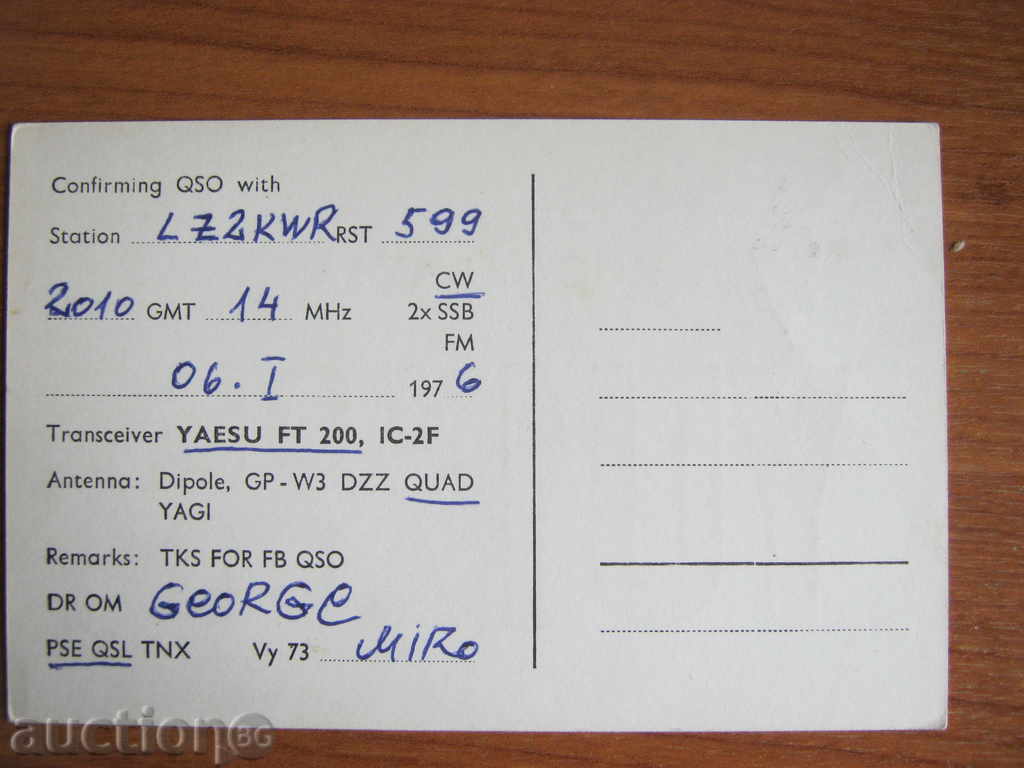 Confirming QSO with
Station LZ2KWR RST 599
2010 GMT 14 MHz
CW
2x SSB
FM
06. I 1976
Transceiver YAESU FT 200, IC-2F
Antenna: Dipole, GP-W3 DZZ QUAD
YAGI
Remarks: TKS FOR FB QSO
DR OM GEORGE
PSE QSL TNX Vy 73 MIRO
auction BG